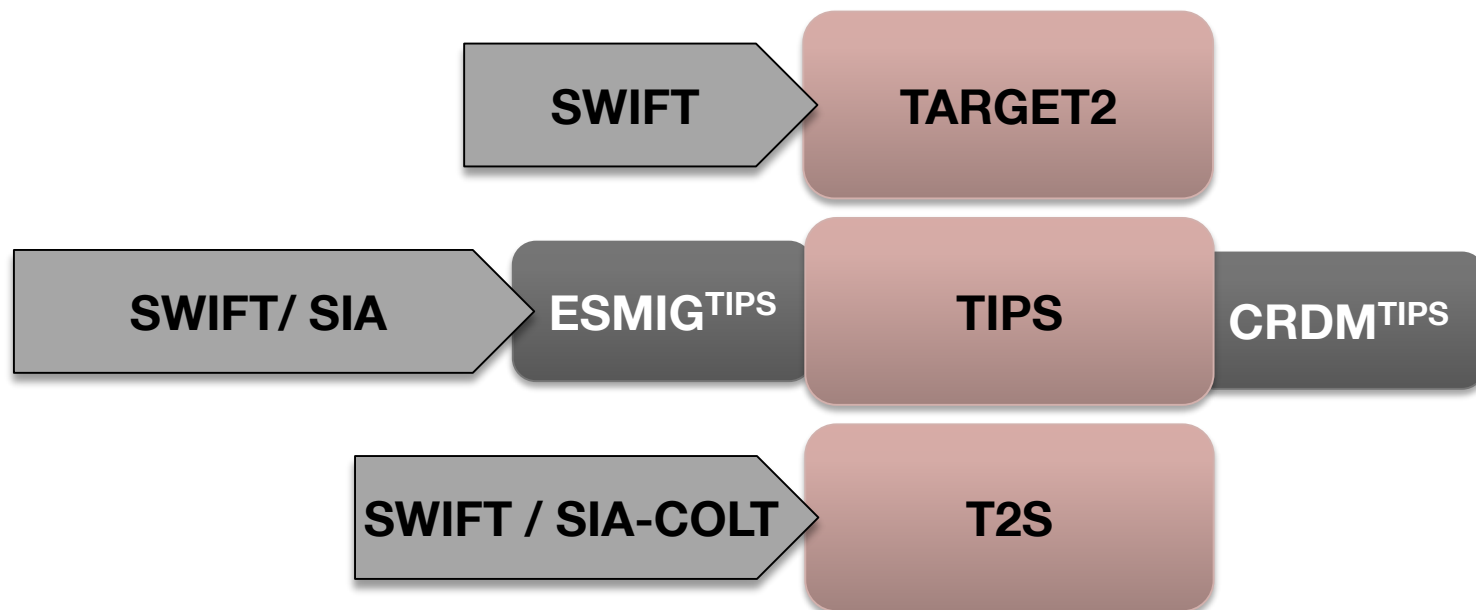 SWIFT TARGET2
SWIFT/ SIA ESMIGTIPS TIPS CRDMTIPS
SWIFT / SIA-COLT T2S